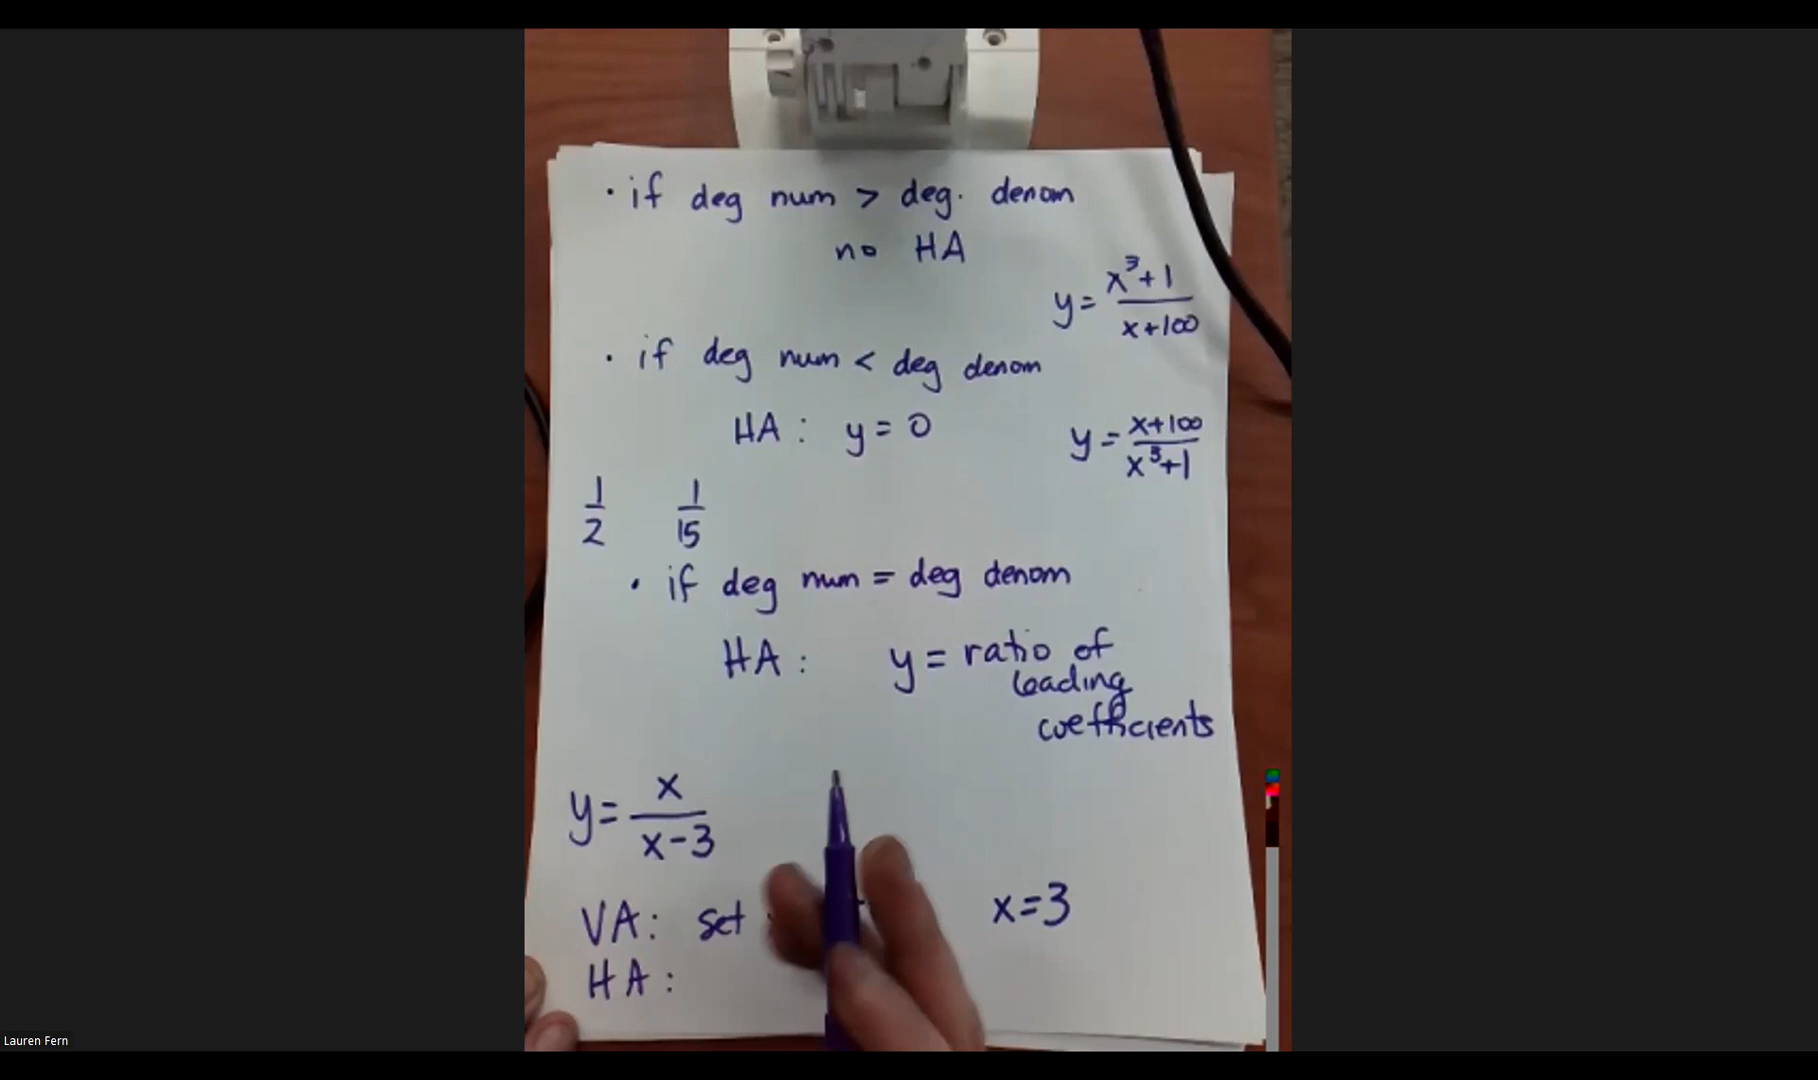 · if deg num > deg. denom
no HA
y = x³+1 / x+100
· if deg num < deg denom
HA : y = 0
y = x+100 / x³+1
1/2 1/15
· if deg num = deg denom
HA : y = ratio of
leading
coefficients
y = x / x-3
VA : set x=3
HA :
Lauren Fern